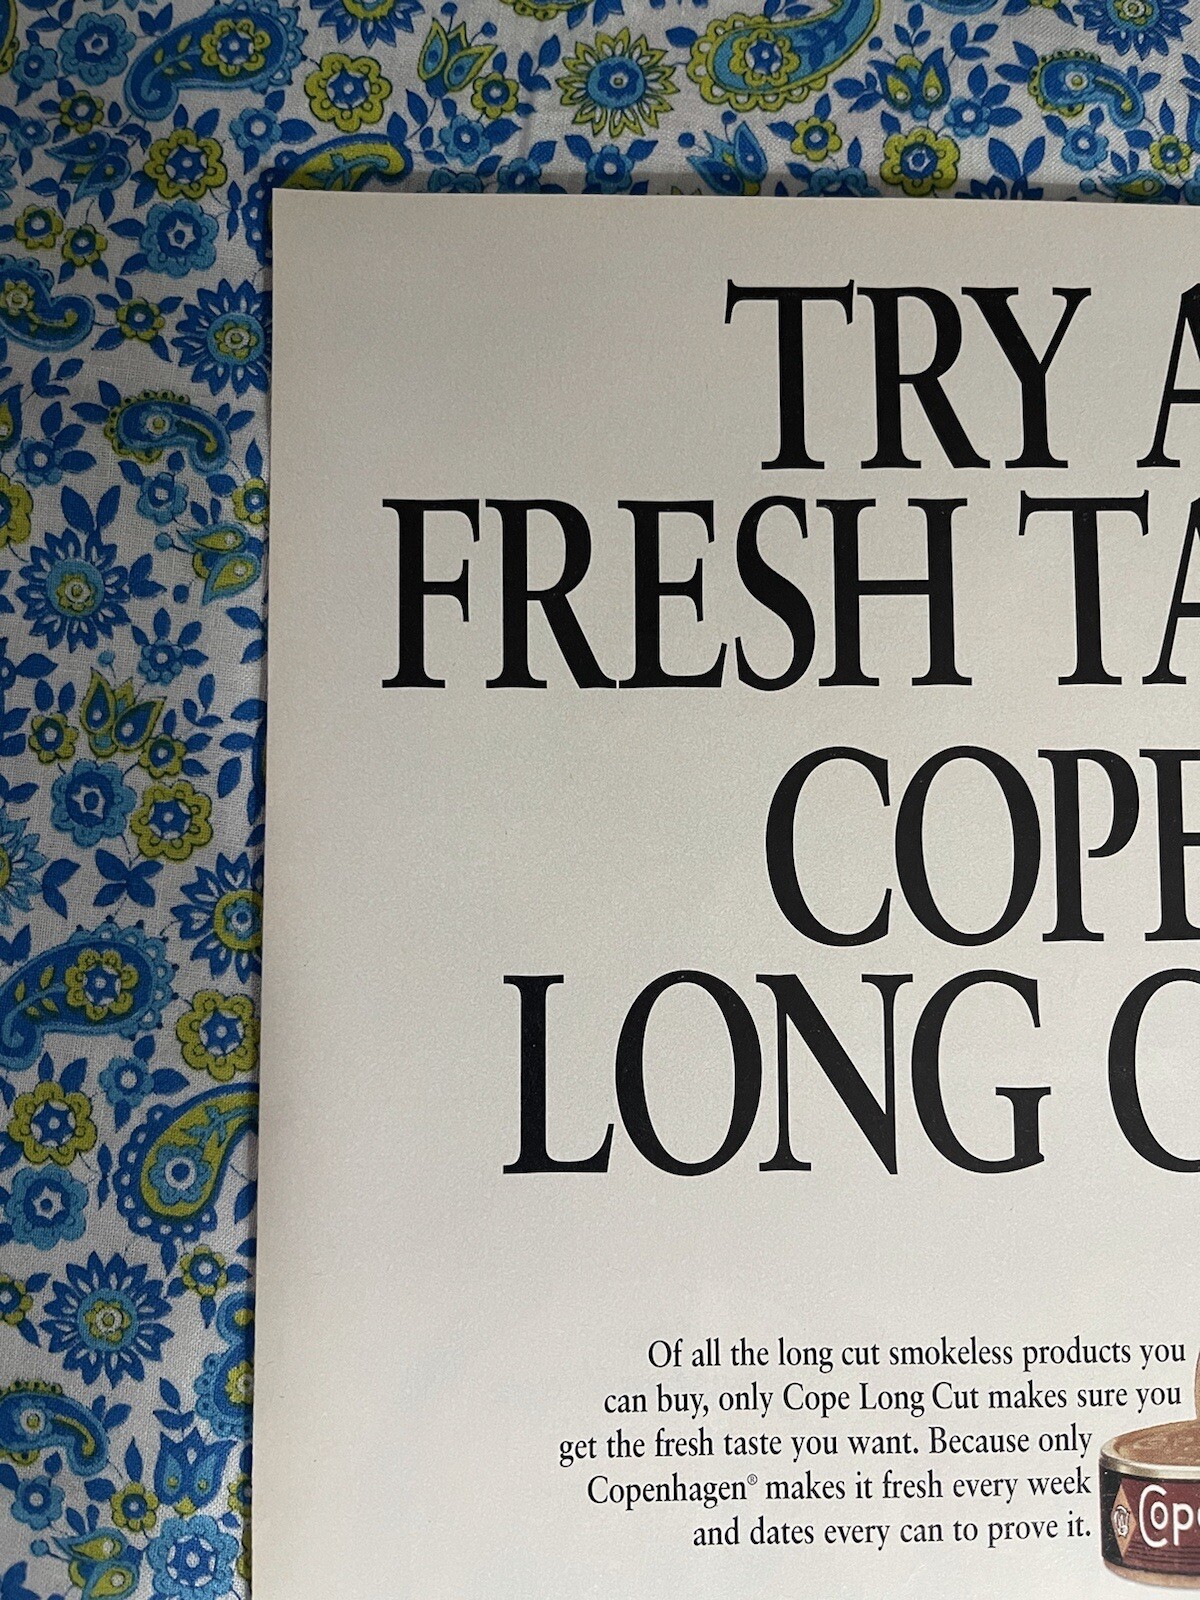 TRY A
FRESH TA
COPE
LONG C
Of all the long cut smokeless products you
can buy, only Cope Long Cut makes sure you
get the fresh taste you want. Because only
Copenhagen® makes it fresh every week
and dates every can to prove it.
Cope